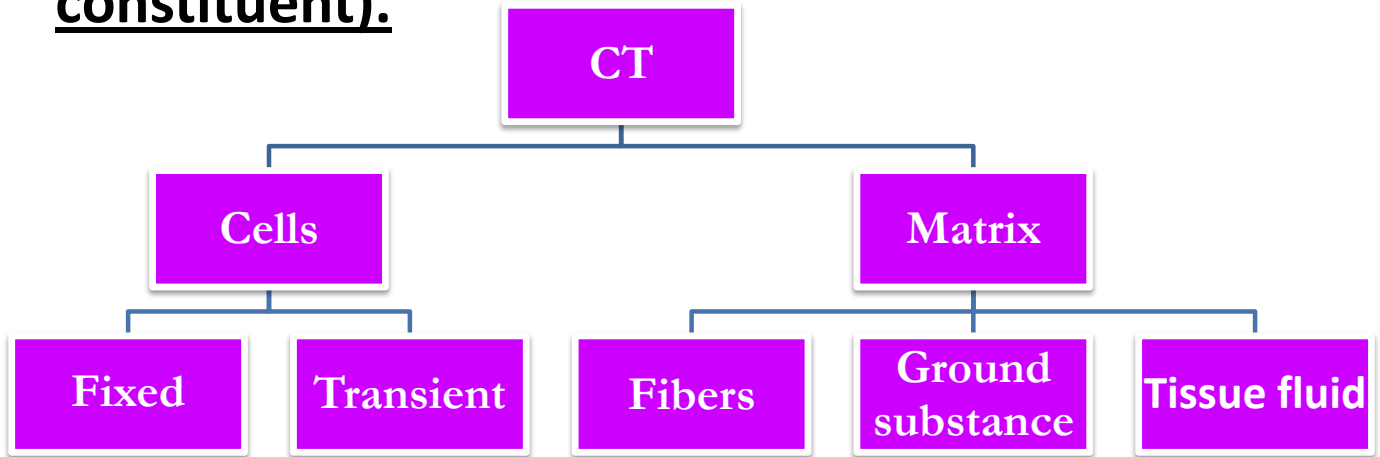 constituent).
CT
Cells
Matrix
Fixed
Transient
Fibers
Ground
substance
Tissue fluid